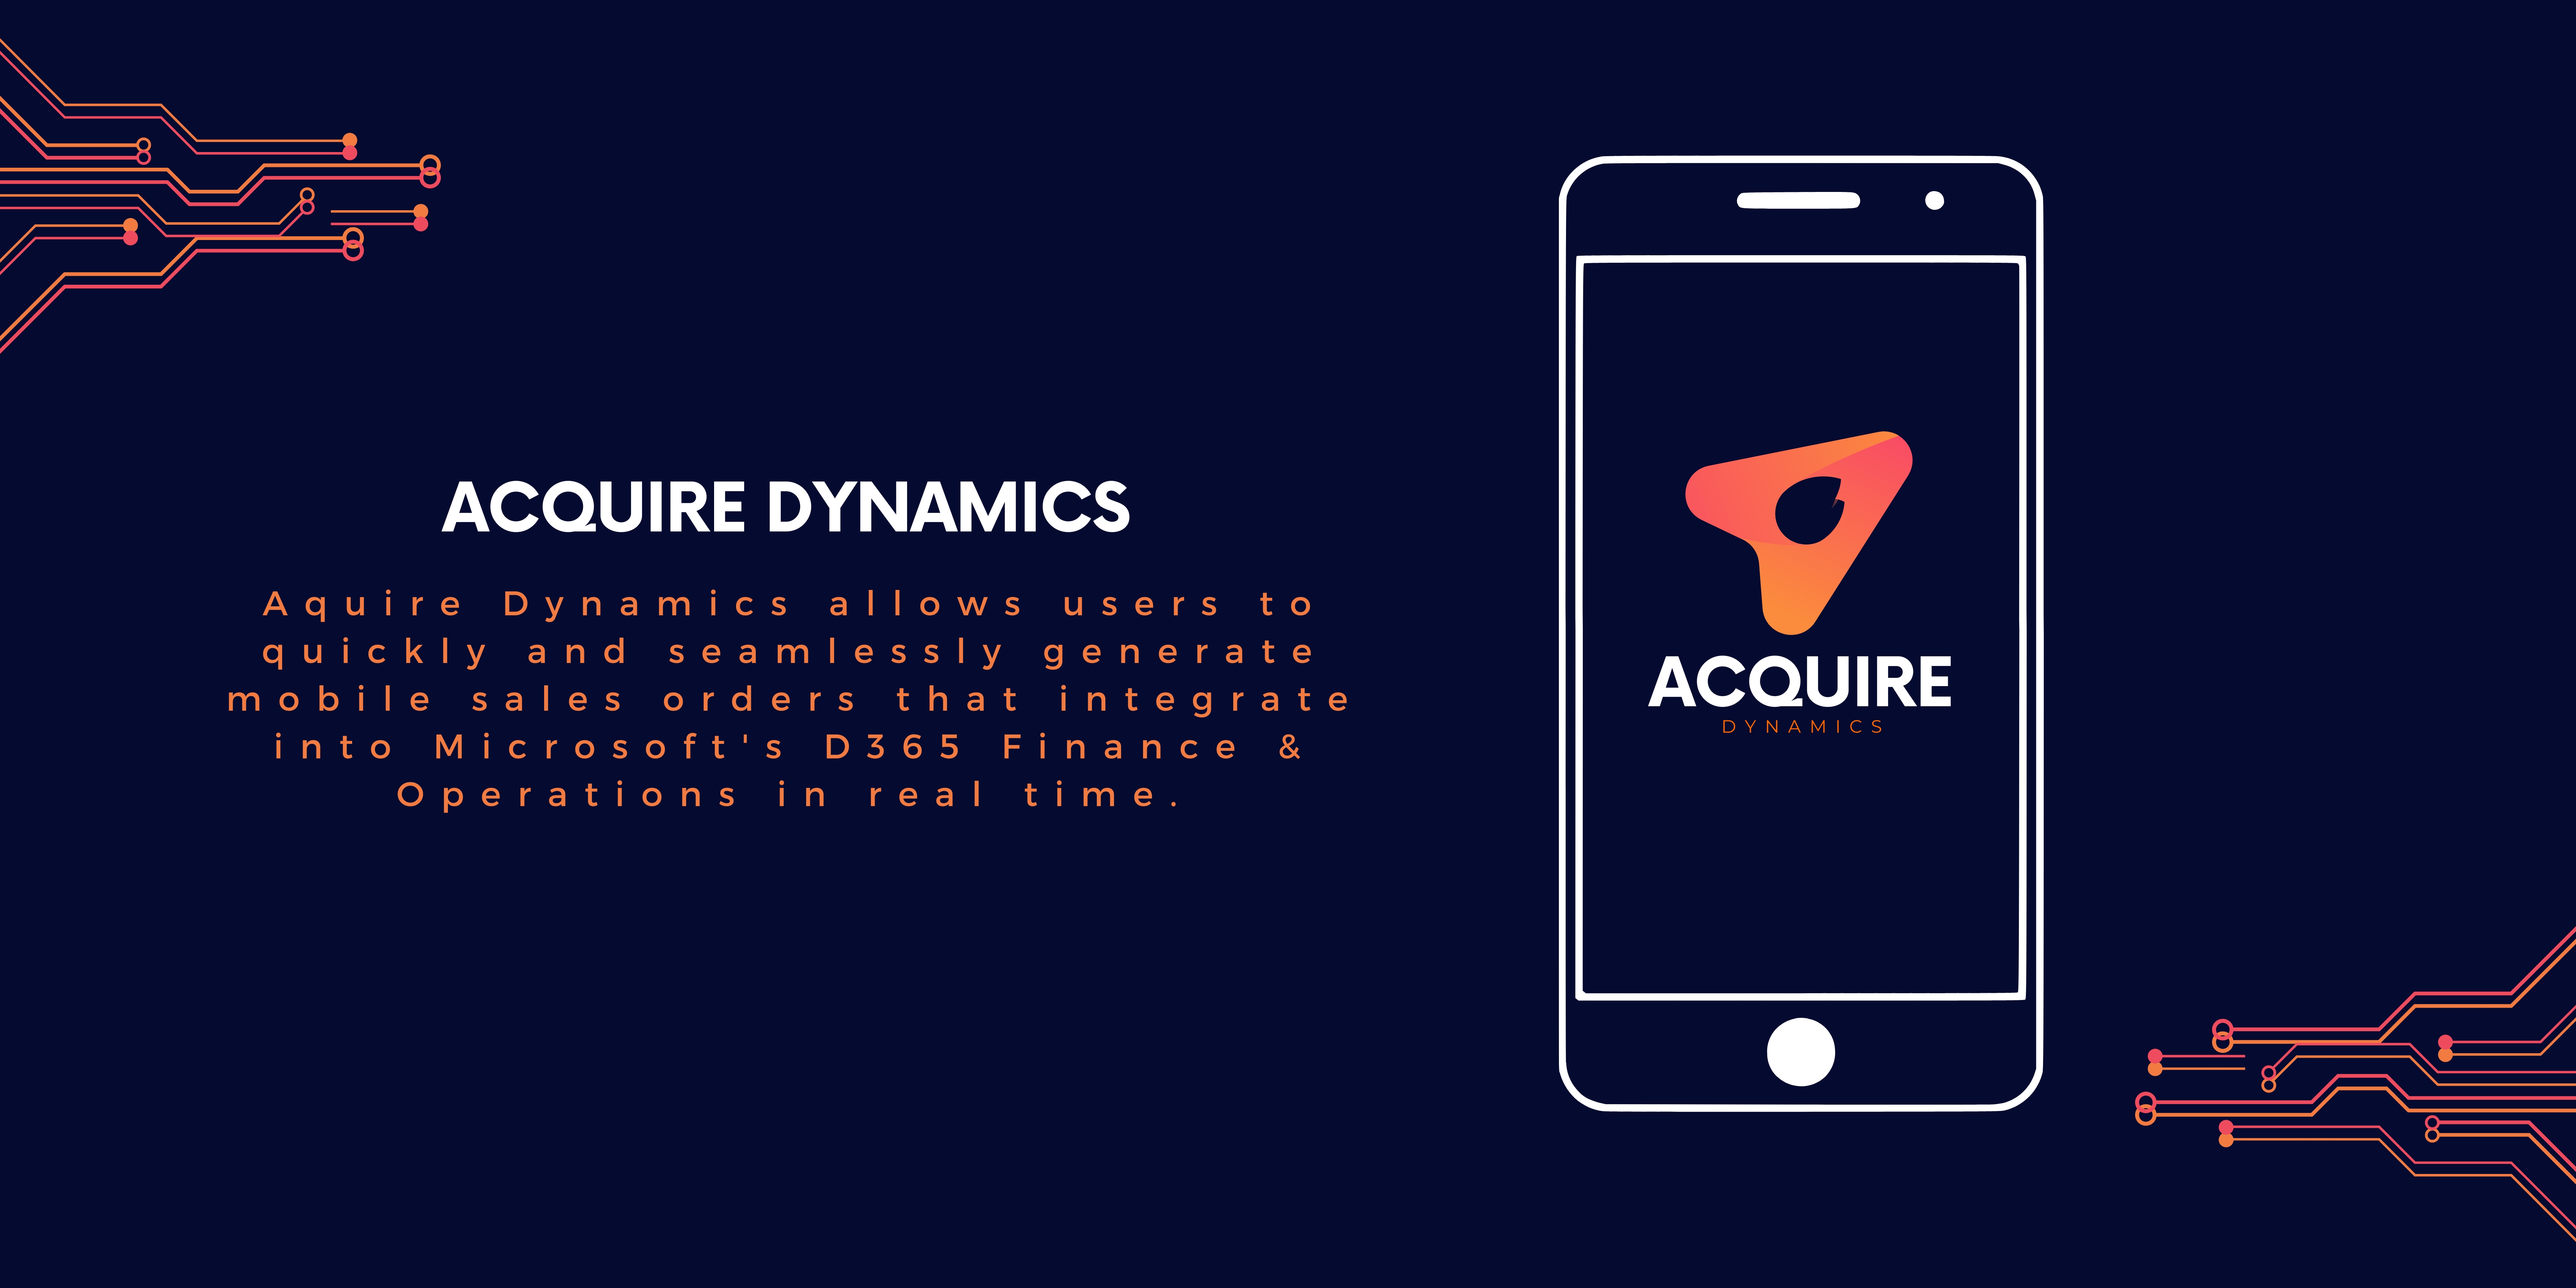 ACQUIRE DYNAMICS
Aquire Dynamics allows users to
quickly and seamlessly generate
mobile sales orders that integrate
into Microsoft's D365 Finance &
Operations in real time.
ACQUIRE
DYNAMICS